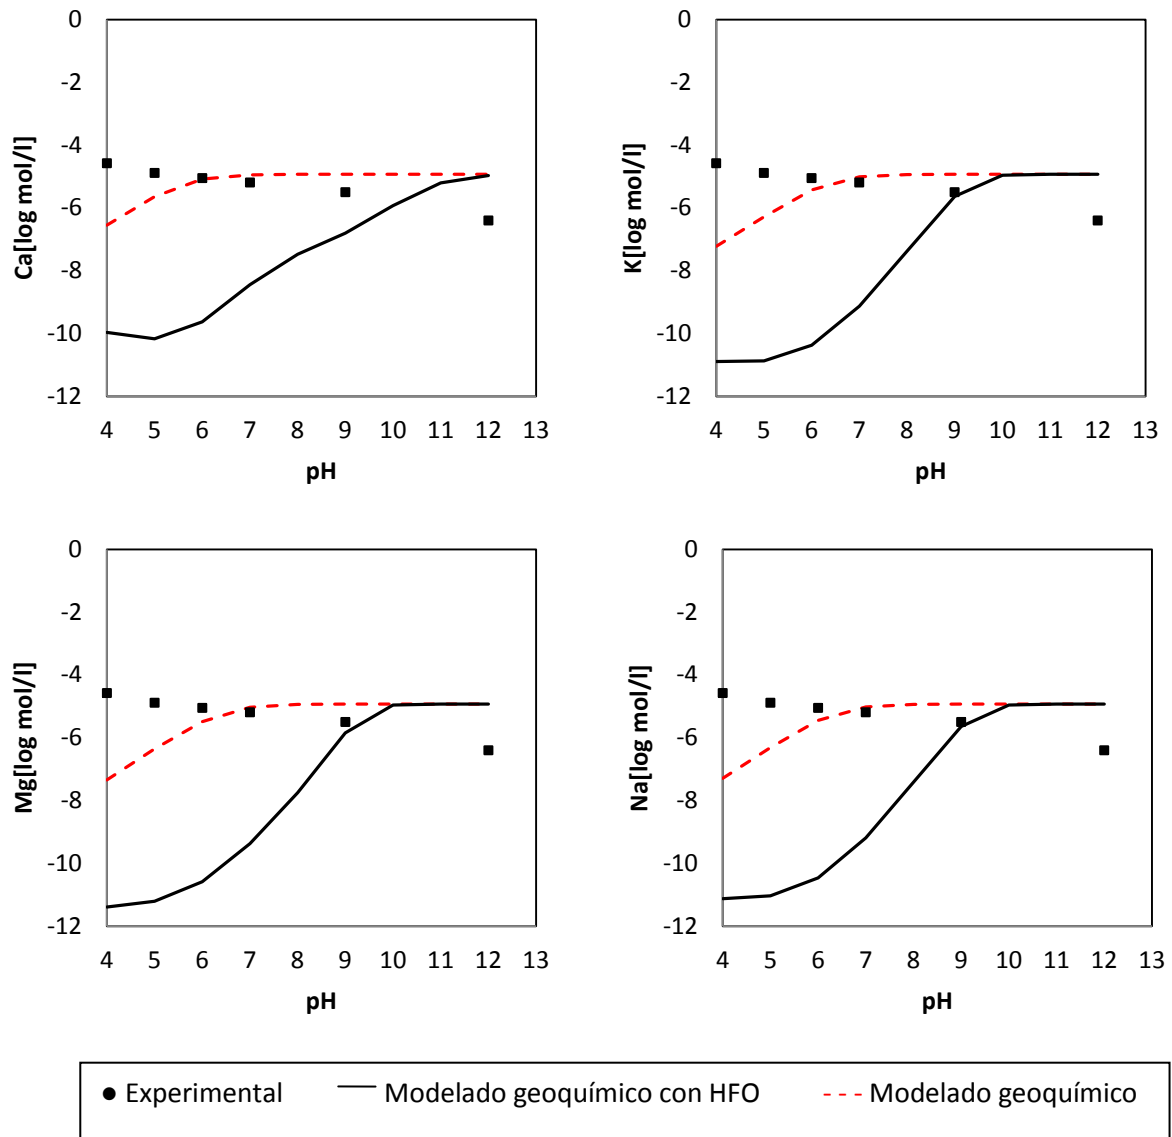 0
-2
-4
-6
-8
-10
-12
Ca[log mol/l]
4 5 6 7 8 9 10 11 12 13
pH
0
-2
-4
-6
-8
-10
-12
K[log mol/l]
4 5 6 7 8 9 10 11 12 13
pH
0
-2
-4
-6
-8
-10
-12
Mg[log mol/l]
4 5 6 7 8 9 10 11 12 13
pH
0
-2
-4
-6
-8
-10
-12
Na[log mol/l]
4 5 6 7 8 9 10 11 12 13
pH
Experimental Modelado geoquímico con HFO Modelado geoquímico